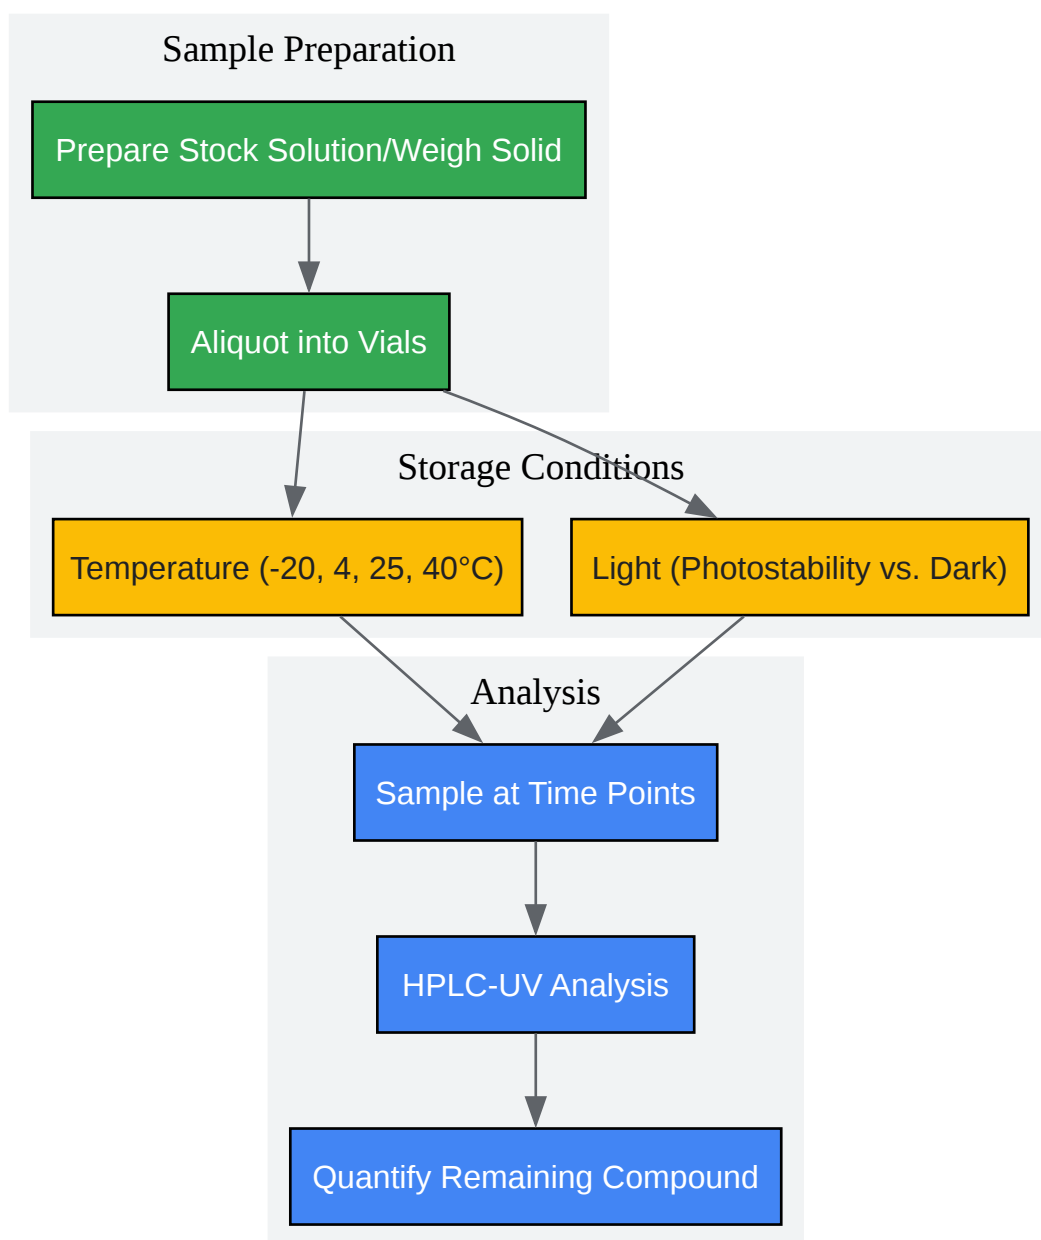 Sample Preparation
Prepare Stock Solution/Weigh Solid
Aliquot into Vials
Storage Conditions
Temperature (-20, 4, 25, 40°C)
Light (Photostability vs. Dark)
Analysis
Sample at Time Points
HPLC-UV Analysis
Quantify Remaining Compound